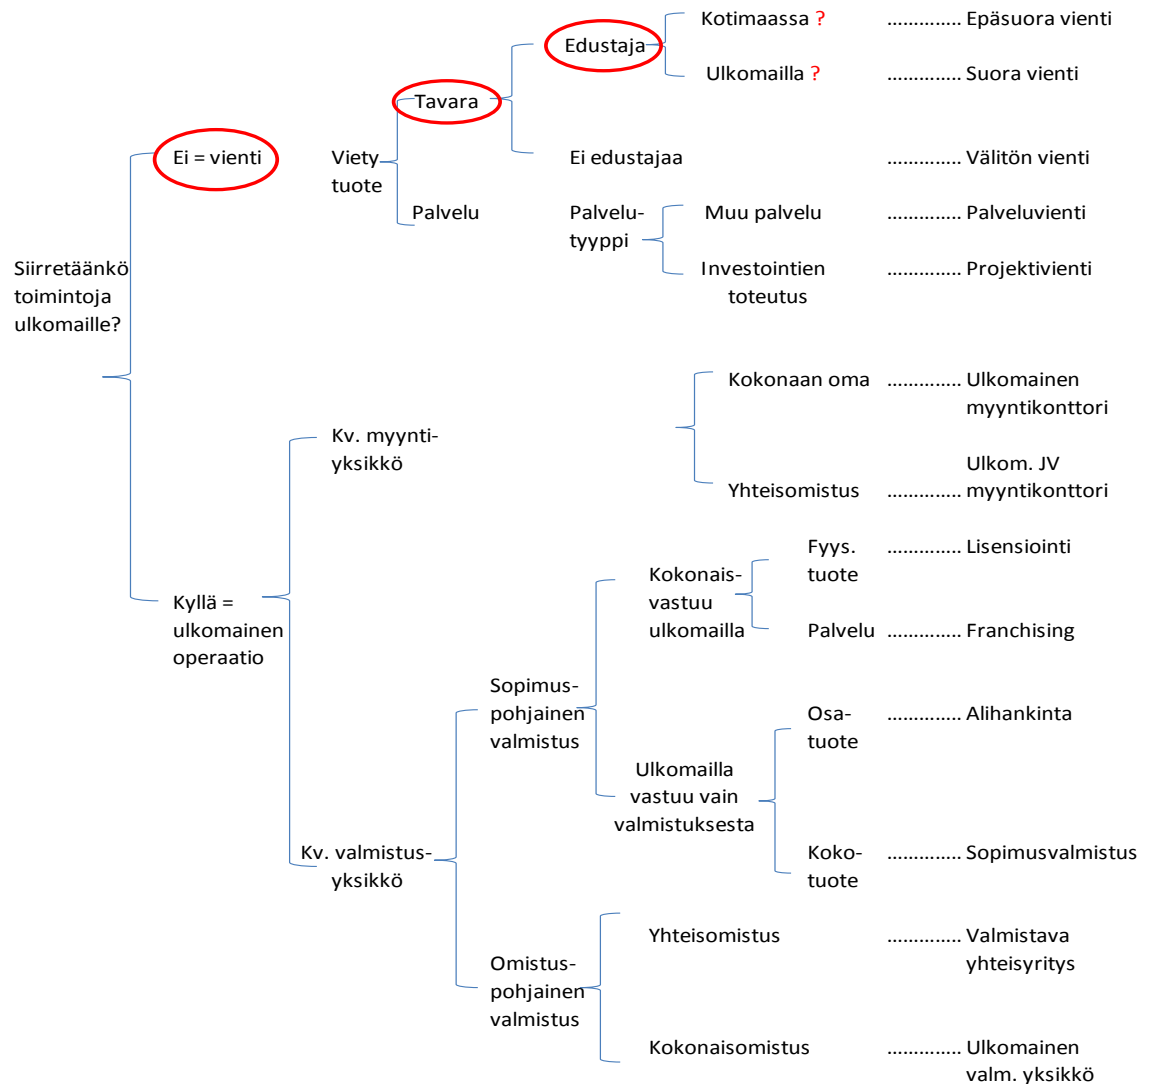 Kotimaassa ? .............. Epäsuora vienti
Edustaja
Ulkomailla ? .............. Suora vienti
Tavara
Ei = vienti
Viety
tuote
Ei edustajaa .............. Välitön vienti
Palvelu
Palvelu-
tyyppi
Muu palvelu .............. Palveluvienti
Siirretäänkö
toimintoja
ulkomaille?
Investointien
toteutus
.............. Projektivienti
Kokonaan oma .............. Ulkomainen
myyntikonttori
Kv. myynti-
yksikkö
Yhteisomistus .............. Ulkom. JV
myyntikonttori
Fyys.
tuote
.............. Lisensiointi
Kokonais-
vastuu
ulkomailla
Kyllä =
ulkomainen
operaatio
Palvelu .............. Franchising
Sopimus-
pohjainen
valmistus
Osa-
tuote
.............. Alihankinta
Ulkomailla
vastuu vain
valmistuksesta
Kv. valmistus-
yksikkö
Koko-
tuote
.............. Sopimusvalmistus
Yhteisomistus .............. Valmistava
yhteisyritys
Omistus-
pohjainen
valmistus
Kokonaisomistus .............. Ulkomainen
valm. yksikkö